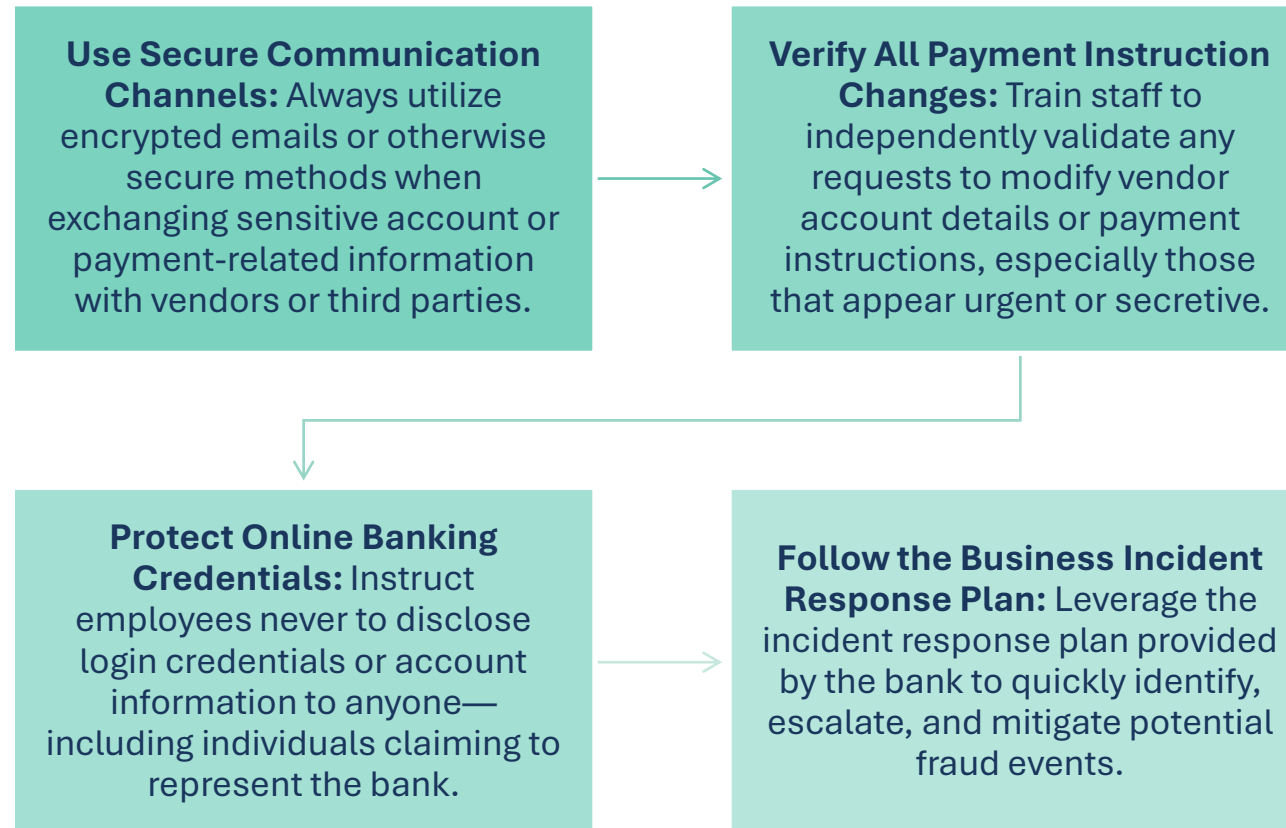 Use Secure Communication
Channels: Always utilize
encrypted emails or otherwise
secure methods when
exchanging sensitive account or
payment-related information
with vendors or third parties.
Verify All Payment Instruction
Changes: Train staff to
independently validate any
requests to modify vendor
account details or payment
instructions, especially those
that appear urgent or secretive.
Protect Online Banking
Credentials: Instruct
employees never to disclose
login credentials or account
information to anyone—
including individuals claiming to
represent the bank.
Follow the Business Incident
Response Plan: Leverage the
incident response plan provided
by the bank to quickly identify,
escalate, and mitigate potential
fraud events.